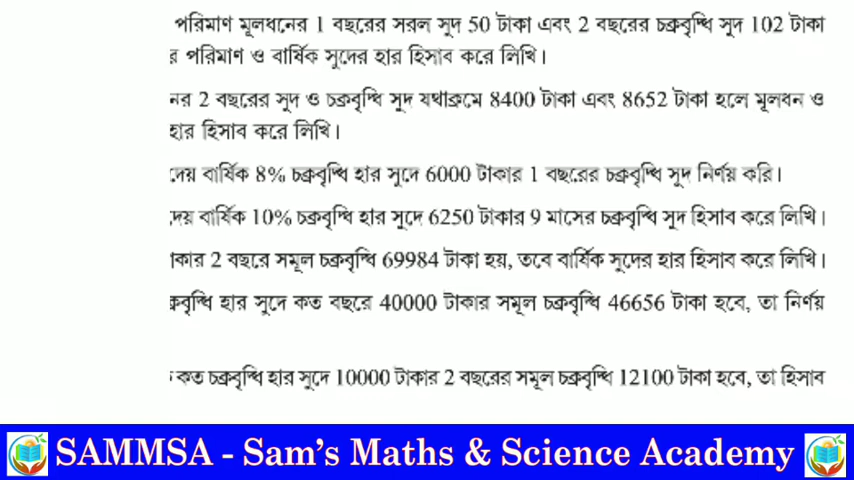 পরিমাণ মূলধনের 1 বছরের সরল সুদ 50 টাকা এবং 2 বছরের চক্রবৃদ্ধি সুদ 102 টাকা
র পরিমাণ ও বার্ষিক সুদের হার হিসাব করে লিখি।
নের 2 বছরের সুদ ও চক্রবৃদ্ধি সুদ যথাক্রমে 8400 টাকা এবং 8652 টাকা হলে মূলধন ও
হার হিসাব করে লিখি।
দেয় বার্ষিক 8% চক্রবৃদ্ধি হার সুদে 6000 টাকার 1 বছরের চক্রবৃদ্ধি সুদ নির্ণয় করি।
দেয় বার্ষিক 10% চক্রবৃদ্ধি হার সুদে 6250 টাকার 9 মাসের চক্রবৃদ্ধি সুদ হিসাব করে লিখি।
াকার 2 বছরে সমূল চক্রবৃদ্ধি 69984 টাকা হয়, তবে বার্ষিক সুদের হার হিসাব করে লিখি।
ক্রবৃদ্ধি হার সুদে কত বছরে 40000 টাকার সমূল চক্রবৃদ্ধি 46656 টাকা হবে, তা নির্ণয়
কত চক্রবৃদ্ধি হার সুদে 10000 টাকার 2 বছরের সমূল চক্রবৃদ্ধি 12100 টাকা হবে, তা হিসাব
SAMMSA - Sam's Maths & Science Academy